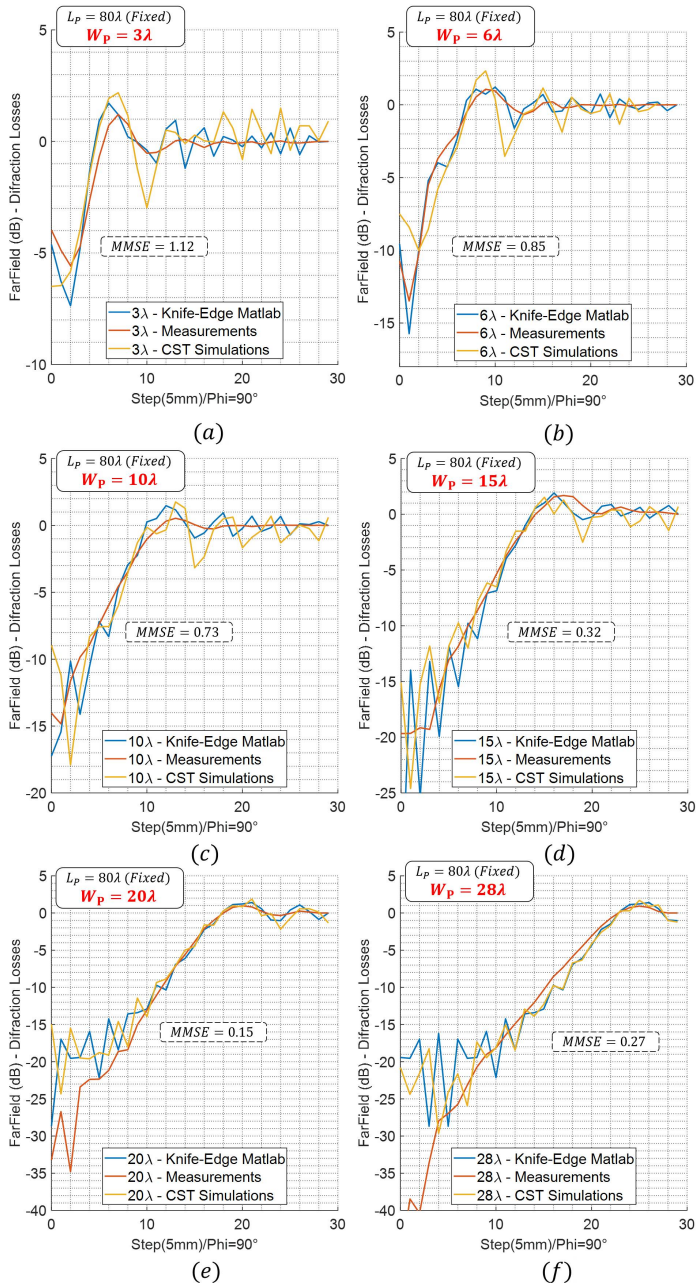 L_P = 80λ (Fixed)
W_P = 3λ
FarField (dB) - Difraction Losses
5
0
-5
-10
MMSE = 1.12
3λ - Knife-Edge Matlab
3λ - Measurements
3λ - CST Simulations
0 10 20 30
Step(5mm)/Phi=90°
(a)
L_P = 80λ (Fixed)
W_P = 6λ
FarField (dB) - Difraction Losses
5
0
-5
-10
-15
MMSE = 0.85
6λ - Knife-Edge Matlab
6λ - Measurements
6λ - CST Simulations
0 10 20 30
Step(5mm)/Phi=90°
(b)
L_P = 80λ (Fixed)
W_P = 10λ
FarField (dB) - Difraction Losses
5
0
-5
-10
-15
-20
MMSE = 0.73
10λ - Knife-Edge Matlab
10λ - Measurements
10λ - CST Simulations
0 10 20 30
Step(5mm)/Phi=90°
(c)
L_P = 80λ (Fixed)
W_P = 15λ
FarField (dB) - Difraction Losses
5
0
-5
-10
-15
-20
-25
MMSE = 0.32
15λ - Knife-Edge Matlab
15λ - Measurements
15λ - CST Simulations
0 10 20 30
Step(5mm)/Phi=90°
(d)
L_P = 80λ (Fixed)
W_P = 20λ
FarField (dB) - Difraction Losses
5
0
-5
-10
-15
-20
-25
-30
-35
-40
MMSE = 0.15
20λ - Knife-Edge Matlab
20λ - Measurements
20λ - CST Simulations
0 10 20 30
Step(5mm)/Phi=90°
(e)
L_P = 80λ (Fixed)
W_P = 28λ
FarField (dB) - Difraction Losses
5
0
-5
-10
-15
-20
-25
-30
-35
-40
MMSE = 0.27
28λ - Knife-Edge Matlab
28λ - Measurements
28λ - CST Simulations
0 10 20 30
Step(5mm)/Phi=90°
(f)